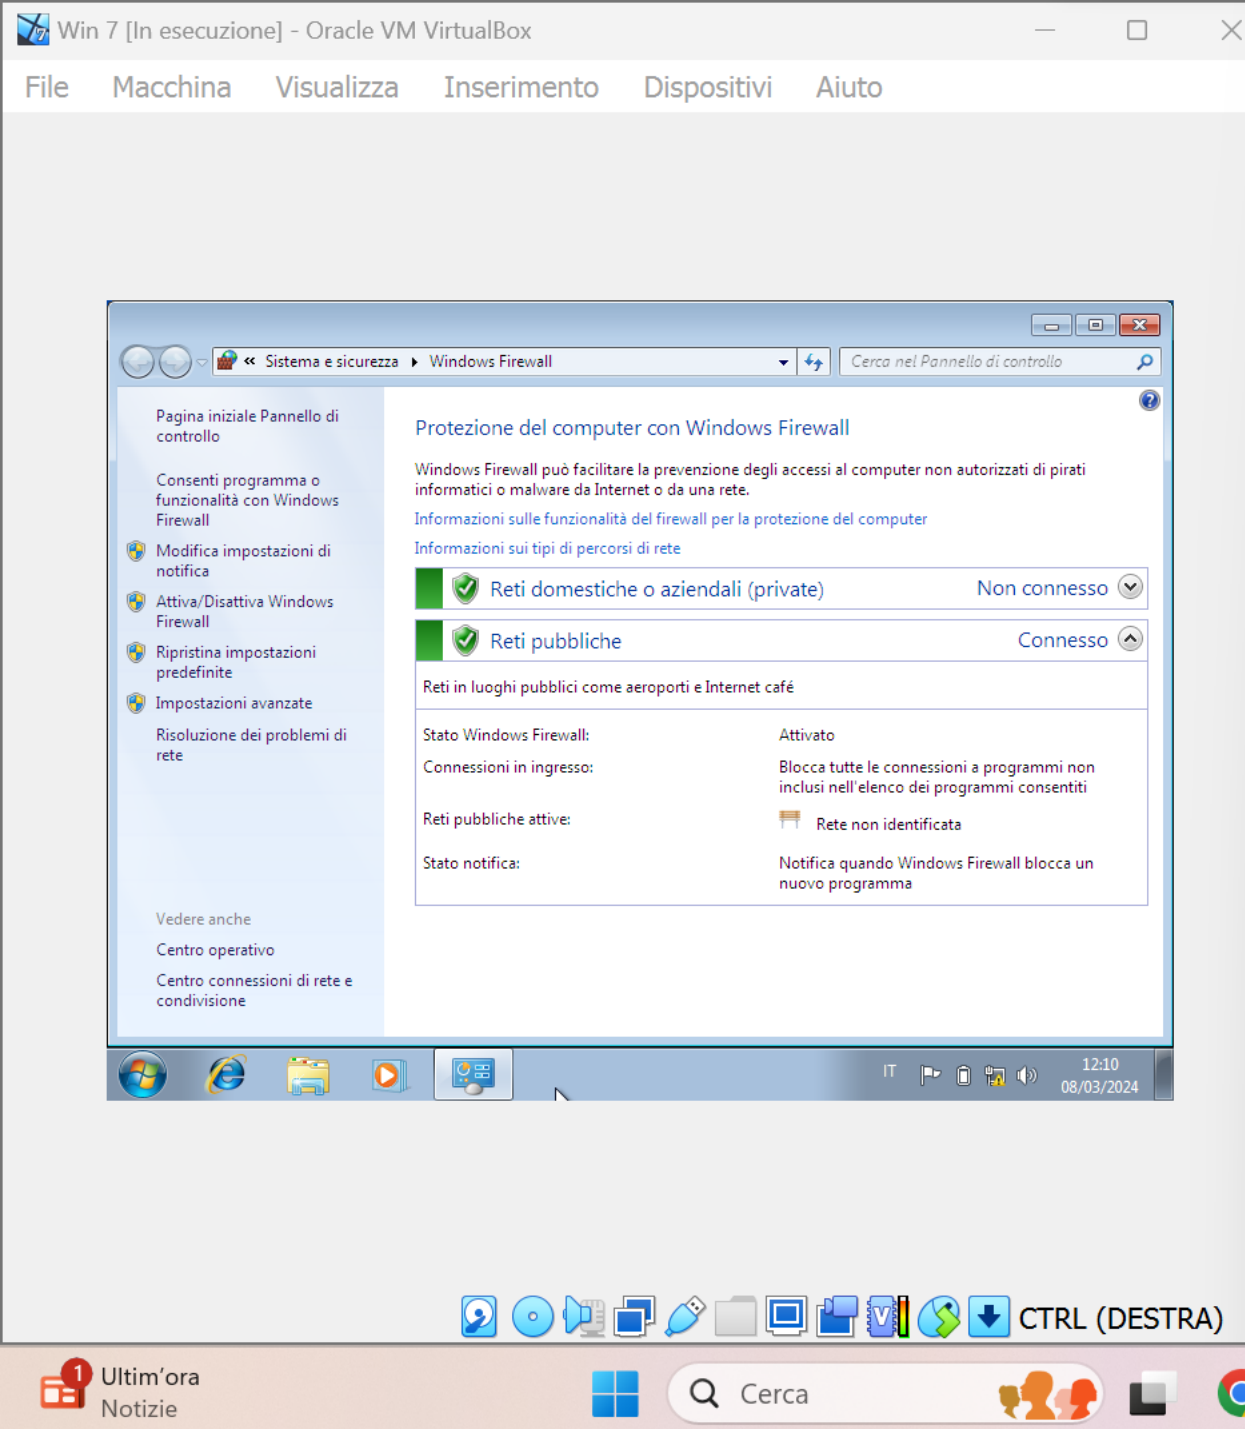 Win 7 [In esecuzione] - Oracle VM VirtualBox
File Macchina Visualizza Inserimento Dispositivi Aiuto
« Sistema e sicurezza Windows Firewall
Cerca nel Pannello di controllo
Pagina iniziale Pannello di
controllo
Consenti programma o
funzionalità con Windows
Firewall
Modifica impostazioni di
notifica
Attiva/Disattiva Windows
Firewall
Ripristina impostazioni
predefinite
Impostazioni avanzate
Risoluzione dei problemi di
rete
Vedere anche
Centro operativo
Centro connessioni di rete e
condivisione
Protezione del computer con Windows Firewall
Windows Firewall può facilitare la prevenzione degli accessi al computer non autorizzati di pirati
informatici o malware da Internet o da una rete.
Informazioni sulle funzionalità del firewall per la protezione del computer
Informazioni sui tipi di percorsi di rete
Reti domestiche o aziendali (private) Non connesso
Reti pubbliche Connesso
Reti in luoghi pubblici come aeroporti e Internet café
Stato Windows Firewall: Attivato
Connessioni in ingresso: Blocca tutte le connessioni a programmi non
inclusi nell'elenco dei programmi consentiti
Reti pubbliche attive: Rete non identificata
Stato notifica: Notifica quando Windows Firewall blocca un
nuovo programma
IT
12:10
08/03/2024
CTRL (DESTRA)
1
Ultim'ora
Notizie
Cerca